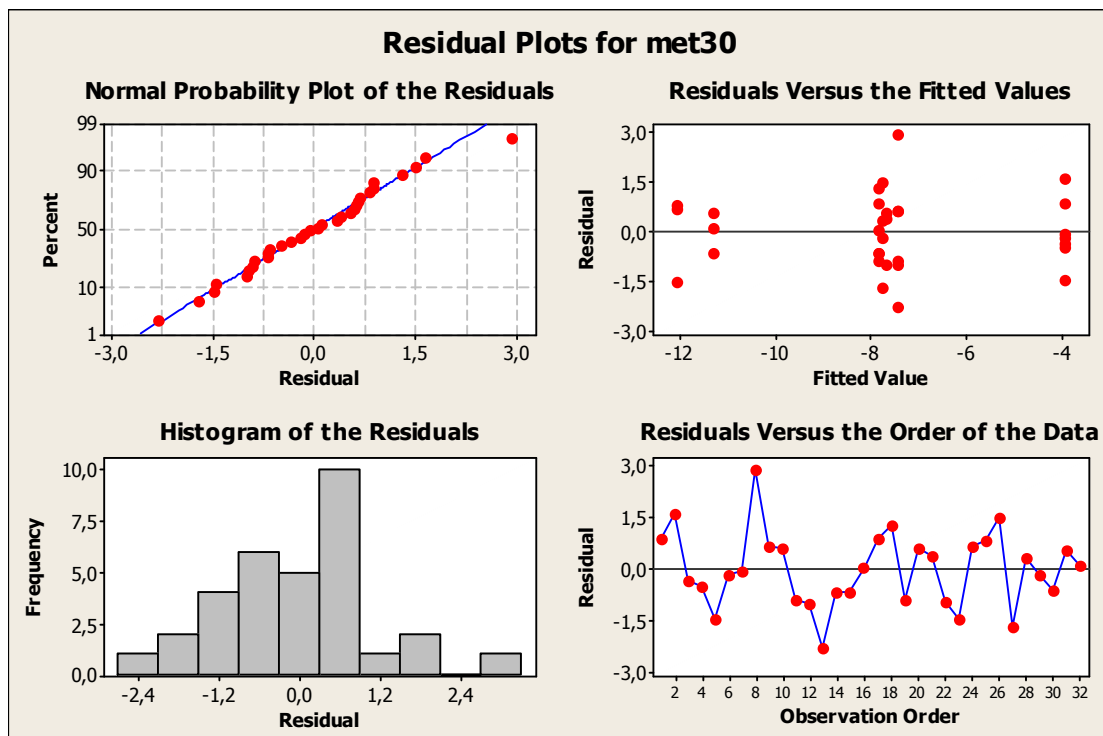 Residual Plots for met30
Normal Probability Plot of the Residuals
Percent
99
90
50
10
1
-3,0 -1,5 0,0 1,5 3,0
Residual
Residuals Versus the Fitted Values
Residual
3,0
1,5
0,0
-1,5
-3,0
-12 -10 -8 -6 -4
Fitted Value
Histogram of the Residuals
Frequency
10,0
7,5
5,0
2,5
0,0
-2,4 -1,2 0,0 1,2 2,4
Residual
Residuals Versus the Order of the Data
Residual
3,0
1,5
0,0
-1,5
-3,0
2 4 6 8 10 12 14 16 18 20 22 24 26 28 30 32
Observation Order